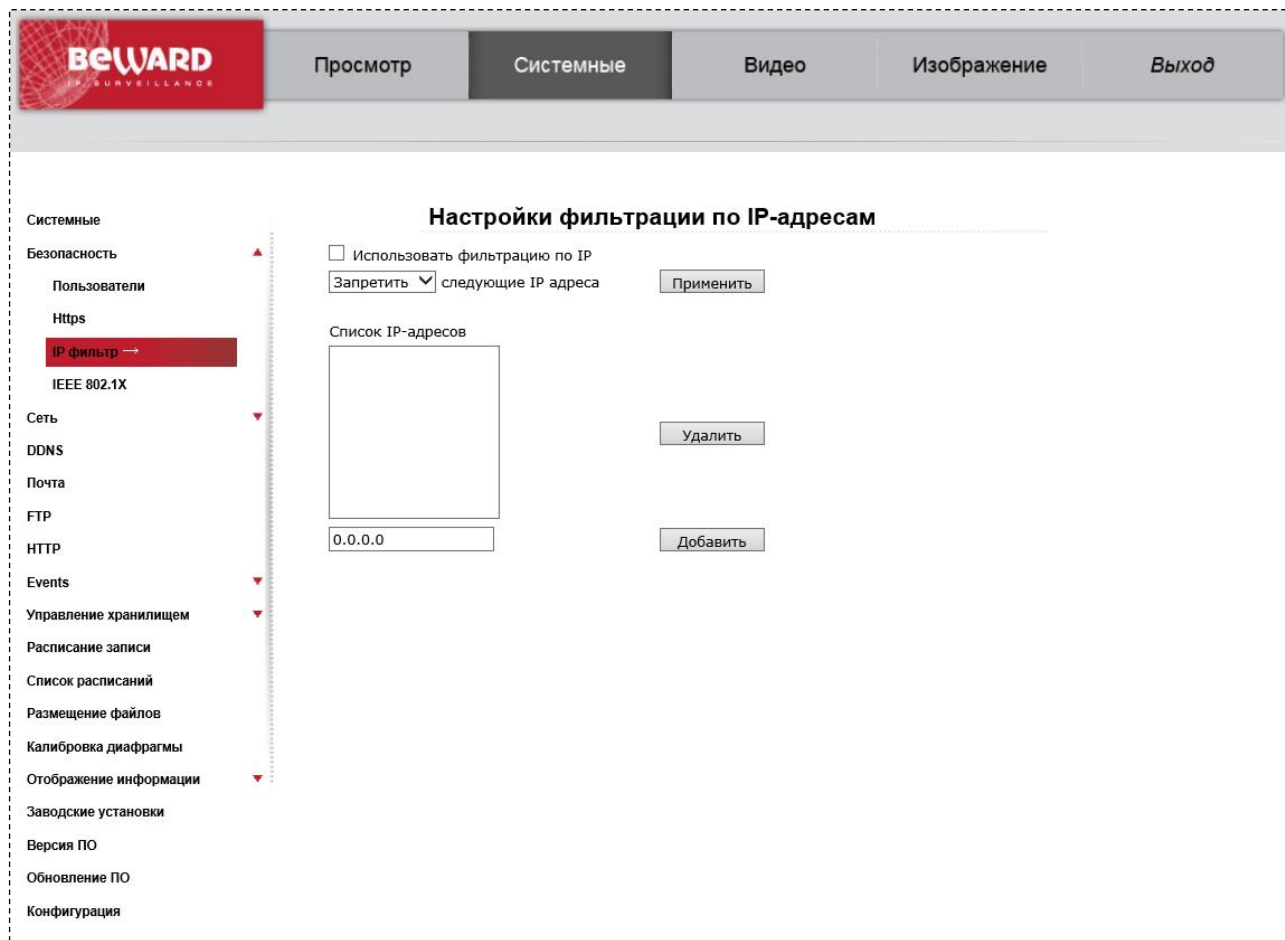 BEWARD
IP SURVEILLANCE
Просмотр
Системные
Видео
Изображение
Выход
Системные
Безопасность
Пользователи
Https
IP фильтр →
IEEE 802.1X
Сеть
DDNS
Почта
FTP
HTTP
Events
Управление хранилищем
Расписание записи
Список расписаний
Размещение файлов
Калибровка диафрагмы
Отображение информации
Заводские установки
Версия ПО
Обновление ПО
Конфигурация
Настройки фильтрации по IP-адресам
Использовать фильтрацию по IP
Запретить следующие IP адреса
Применить
Список IP-адресов
Удалить
0.0.0.0
Добавить